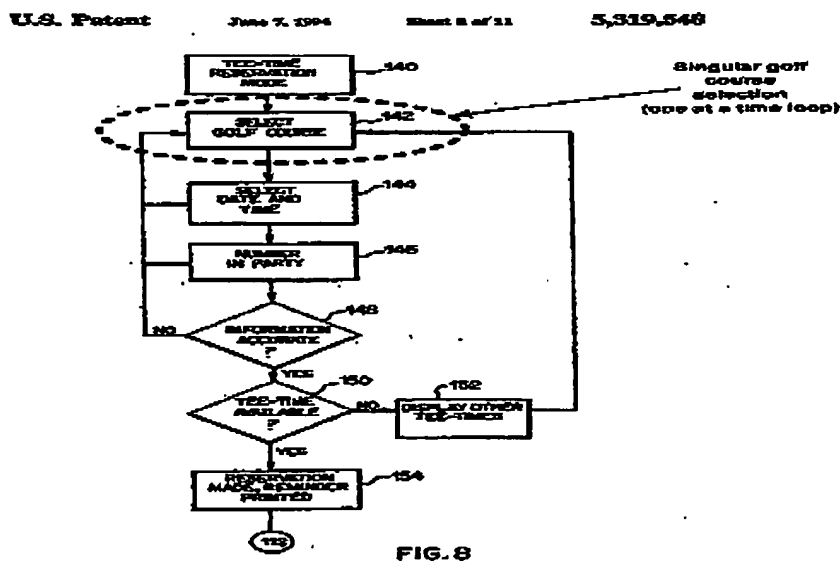 U.S. Patent June 7, 1994 Sheet 8 of 11 5,319,548
TEE-TIME
RESERVATION
MODE
140
Singular golf
course
selection
(one at a time loop)
SELECT
GOLF COURSE
142
SELECT
DATE AND
TIME
144
NUMBER
IN PARTY
146
INFORMATION
ACCURATE
?
148
NO
YES
TEE-TIME
AVAILABLE
?
150
NO
DISPLAY OTHER
TEE-TIMES
152
YES
RESERVATION
MADE, REMINDER
PRINTED
154
FIG. 8